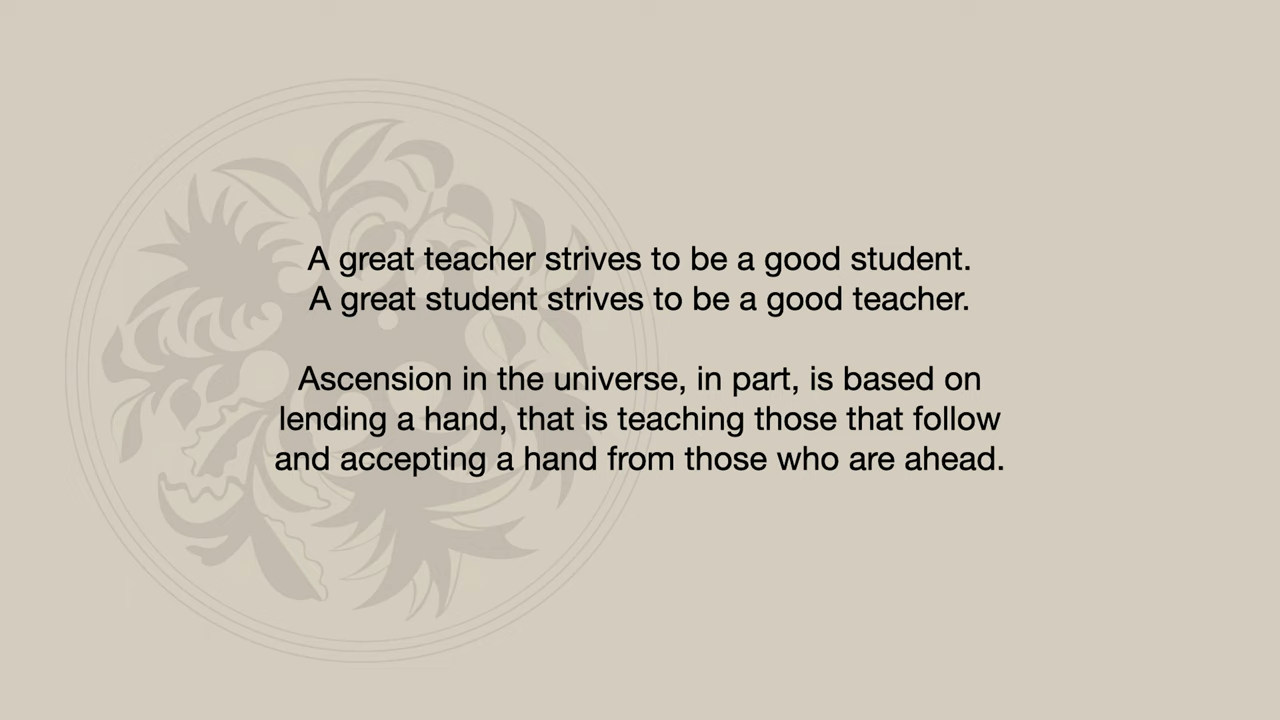 A great teacher strives to be a good student.
A great student strives to be a good teacher.
Ascension in the universe, in part, is based on
lending a hand, that is teaching those that follow
and accepting a hand from those who are ahead.